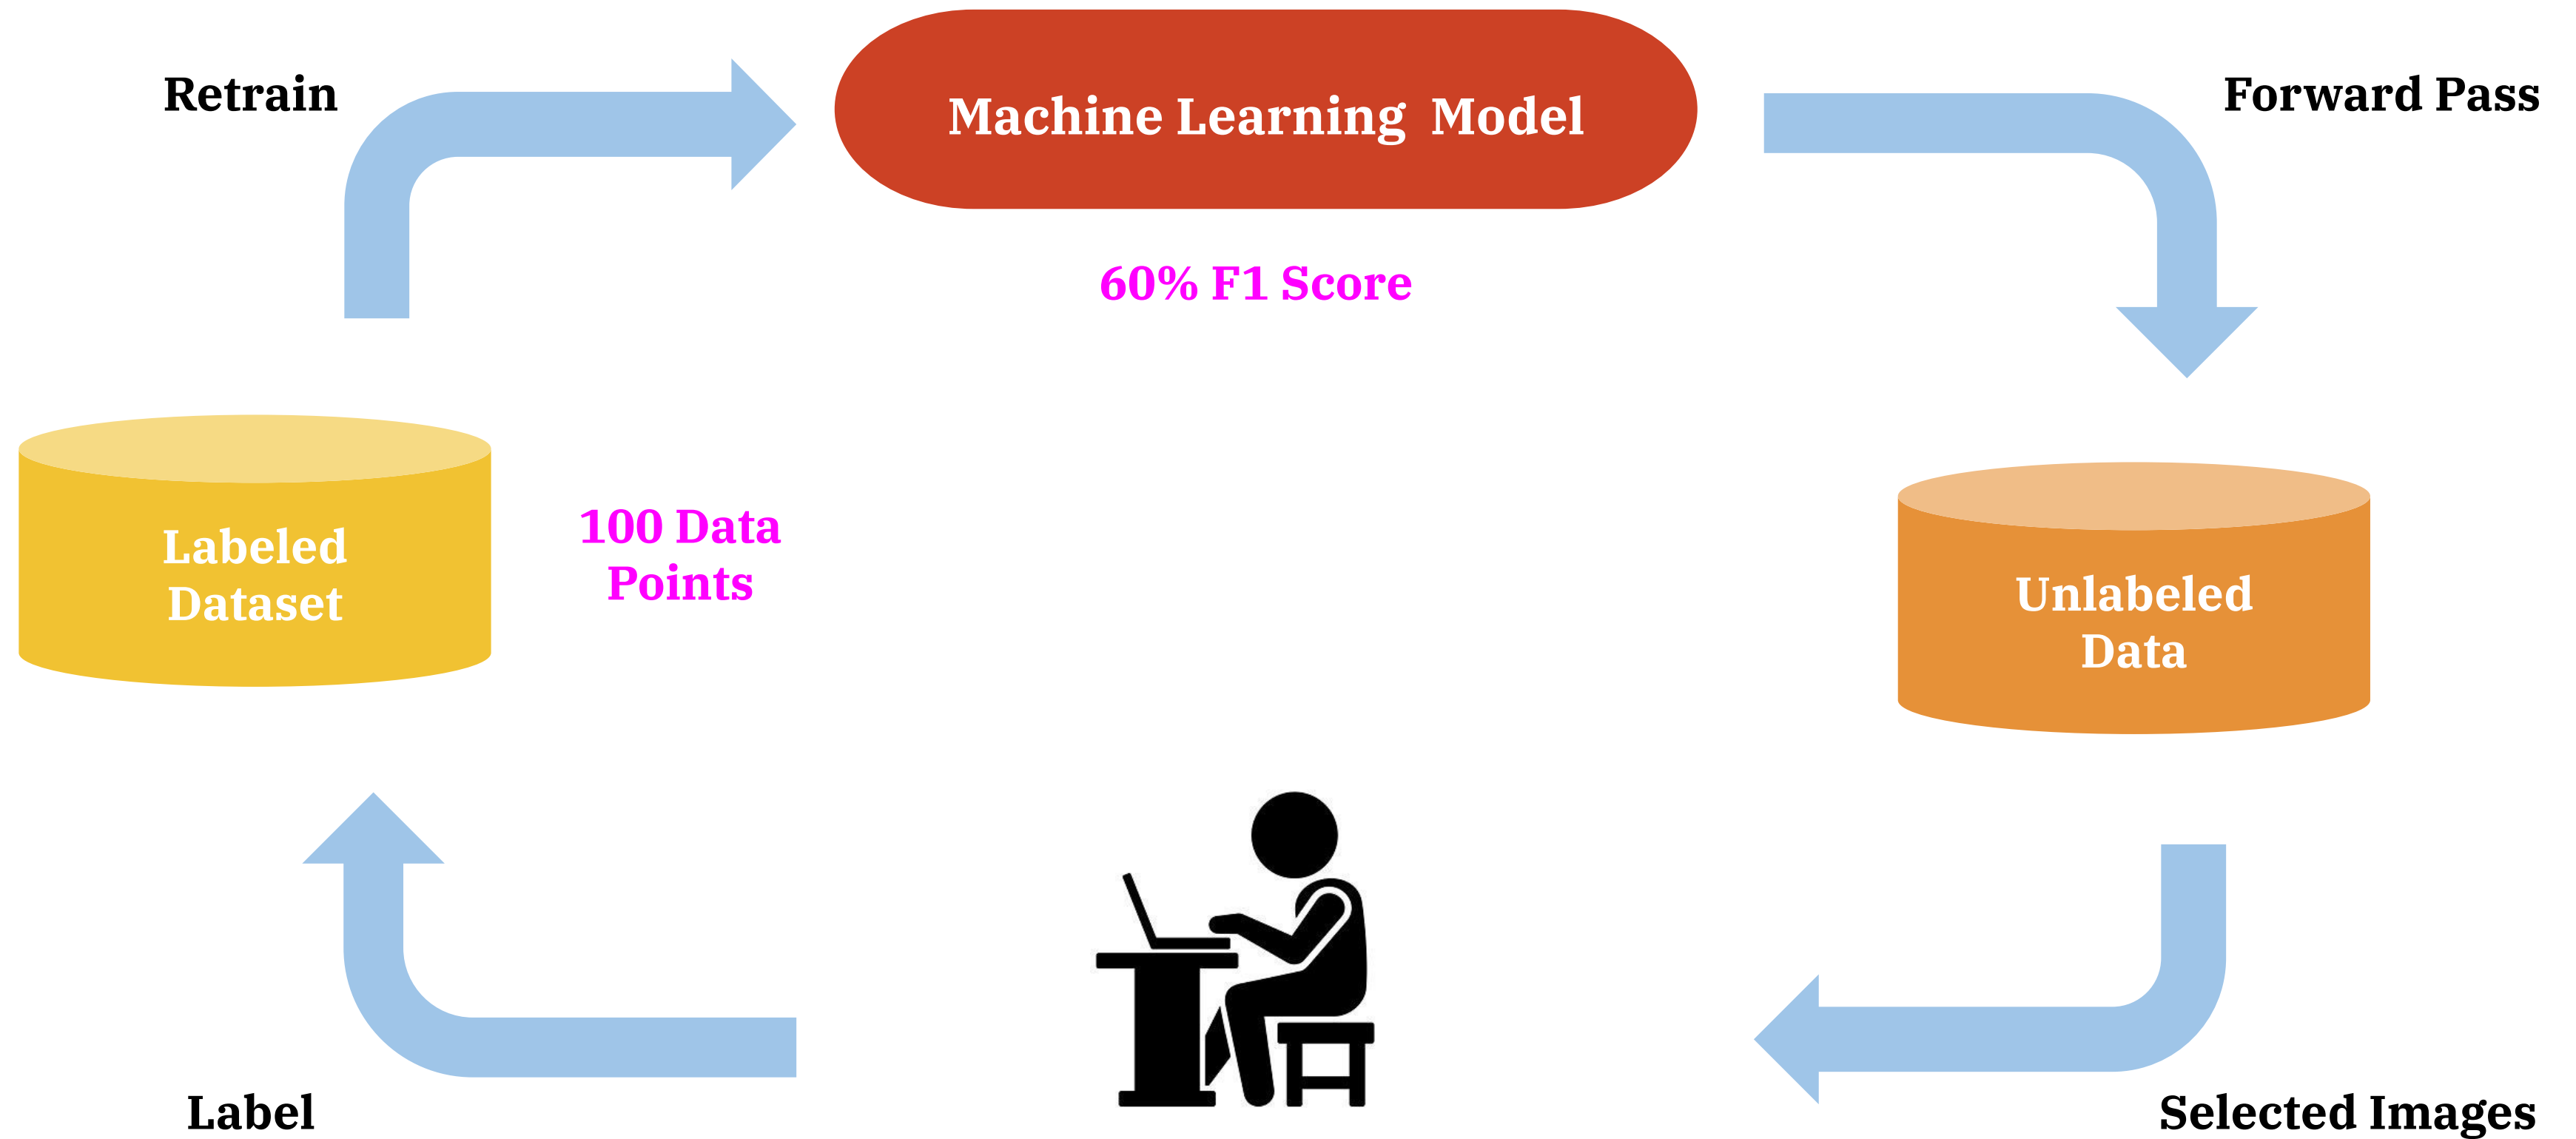 Retrain
Machine Learning Model
Forward Pass
60% F1 Score
Labeled
Dataset
100 Data
Points
Unlabeled
Data
Label
Selected Images